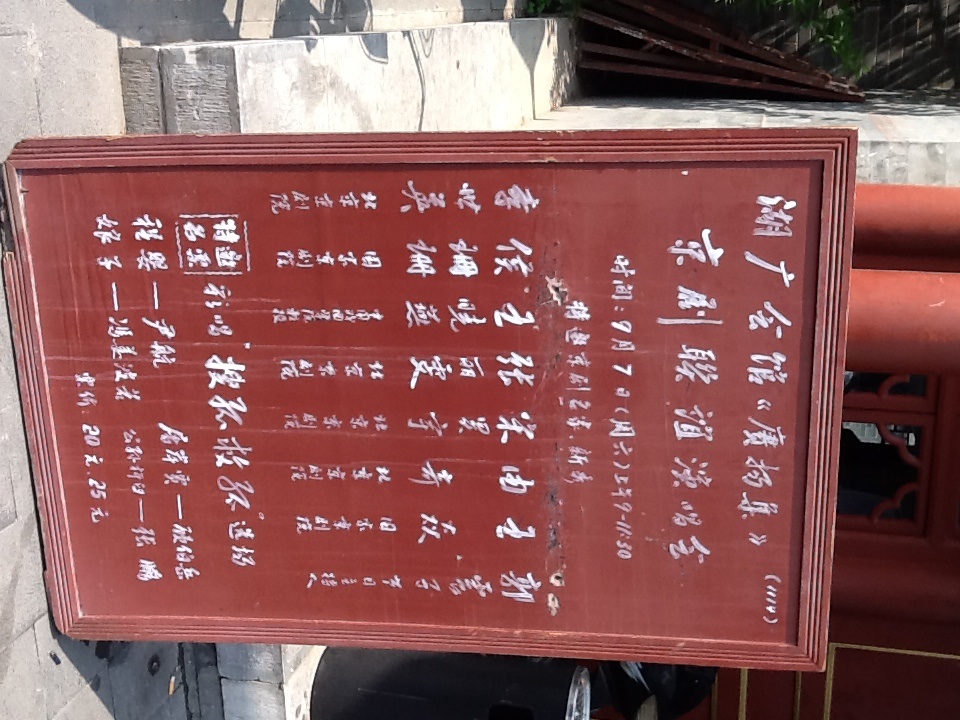 湖广会馆《廣扬集》 (1114)
京剧联谊演唱会
时间:9月7日(周六)上午9-11:30
特邀京剧名家、新秀
郭震子 节目主持人
王焱 国家京剧院
由奇 北京京剧院
宋昊宇 北京京剧院
张丽雯 北京京剧院
王晓燕 中国戏曲学院教授
侯珊珊 国家京剧院
李世英 北京京剧院
特邀名票 彩唱"搜孤救孤"选场
程婴—尹航 屠岸贾—顾伯岳
娘子—冯姜波若 公孙杵臼—张鹏
票价:20元.25元